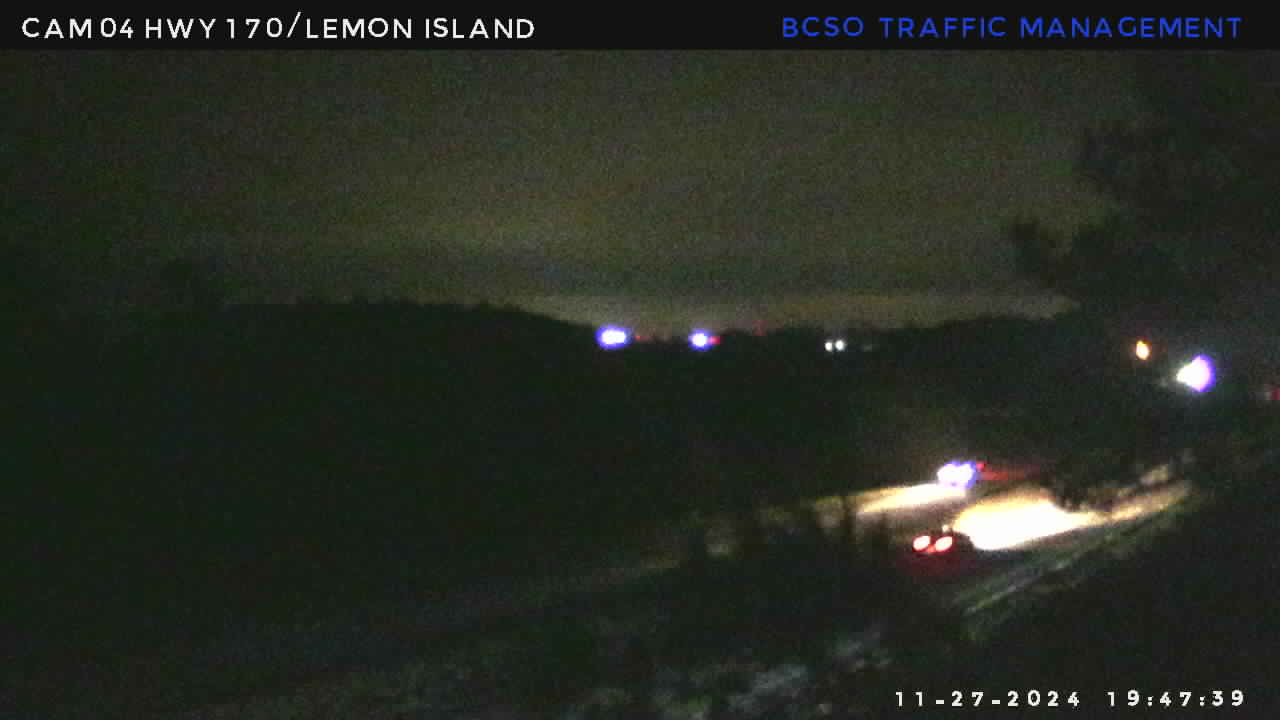 CAM04 HWY 170/LEMON ISLAND
BCSO TRAFFIC MANAGEMENT
11-27-2024 19:47:39